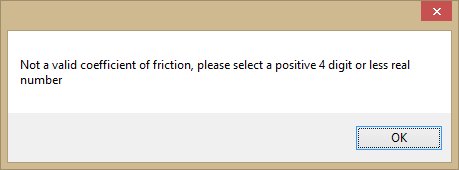 Not a valid coefficient of friction, please select a positive 4 digit or less real
number
OK